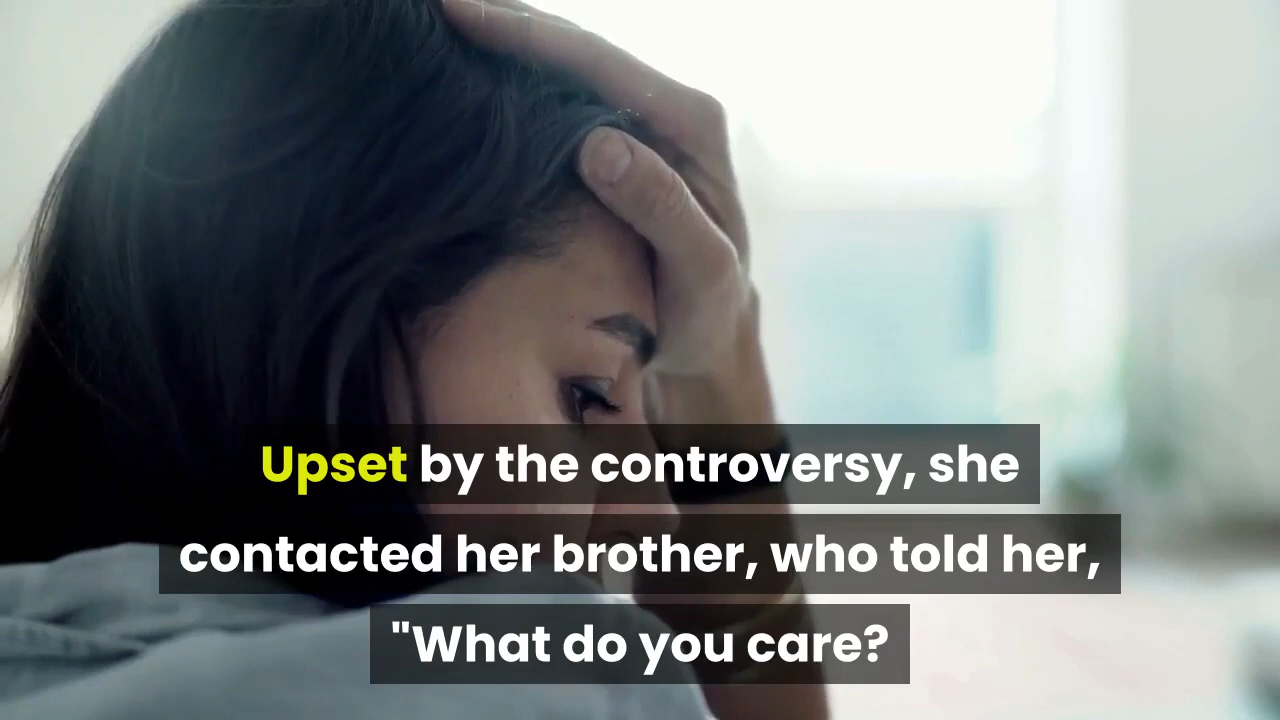 Upset by the controversy, she
contacted her brother, who told her,
"What do you care?